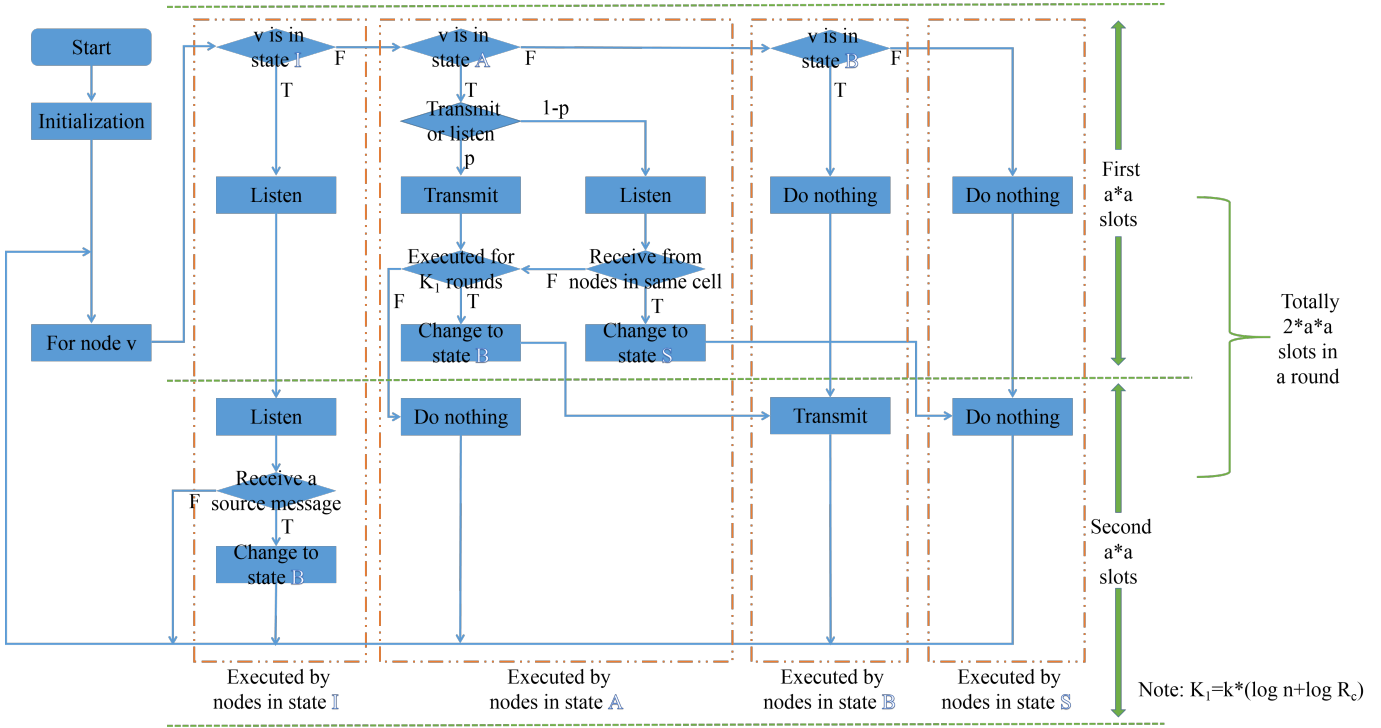 Start
Initialization
For node v
v is in
state I
F
T
Listen
Listen
Receive a
source message
F
T
Change to
state B
Executed by
nodes in state I
v is in
state A
F
T
Transmit
or listen
1-p
p
Transmit
Listen
Executed for
K₁ rounds
F
T
Receive from
nodes in same cell
F
T
Change to
state B
Change to
state S
Do nothing
Executed by
nodes in state A
v is in
state B
F
T
Do nothing
Transmit
Executed by
nodes in state B
Do nothing
Do nothing
Executed by
nodes in state S
First
a*a
slots
Second
a*a
slots
Totally
2*a*a
slots in
a round
Note: K₁=k*(log n+log R_c)